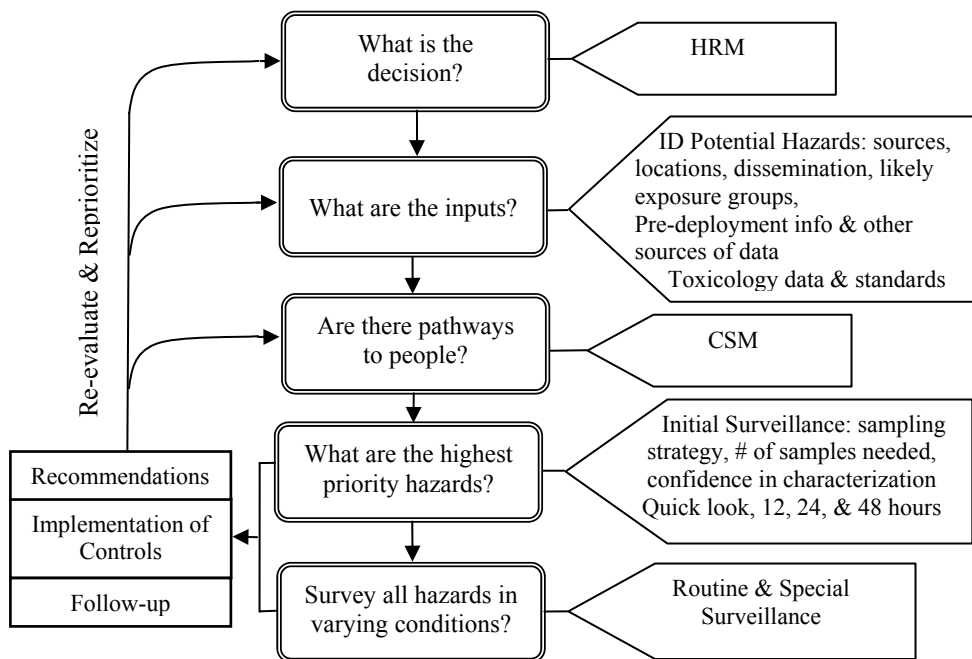 What is the
decision?
HRM
Re-evaluate & Reprioritize
What are the inputs?
ID Potential Hazards: sources,
locations, dissemination, likely
exposure groups,
Pre-deployment info & other
sources of data
Toxicology data & standards
Are there pathways
to people?
CSM
What are the highest
priority hazards?
Initial Surveillance: sampling
strategy, # of samples needed,
confidence in characterization
Quick look, 12, 24, & 48 hours
Recommendations
Implementation of
Controls
Follow-up
Survey all hazards in
varying conditions?
Routine & Special
Surveillance